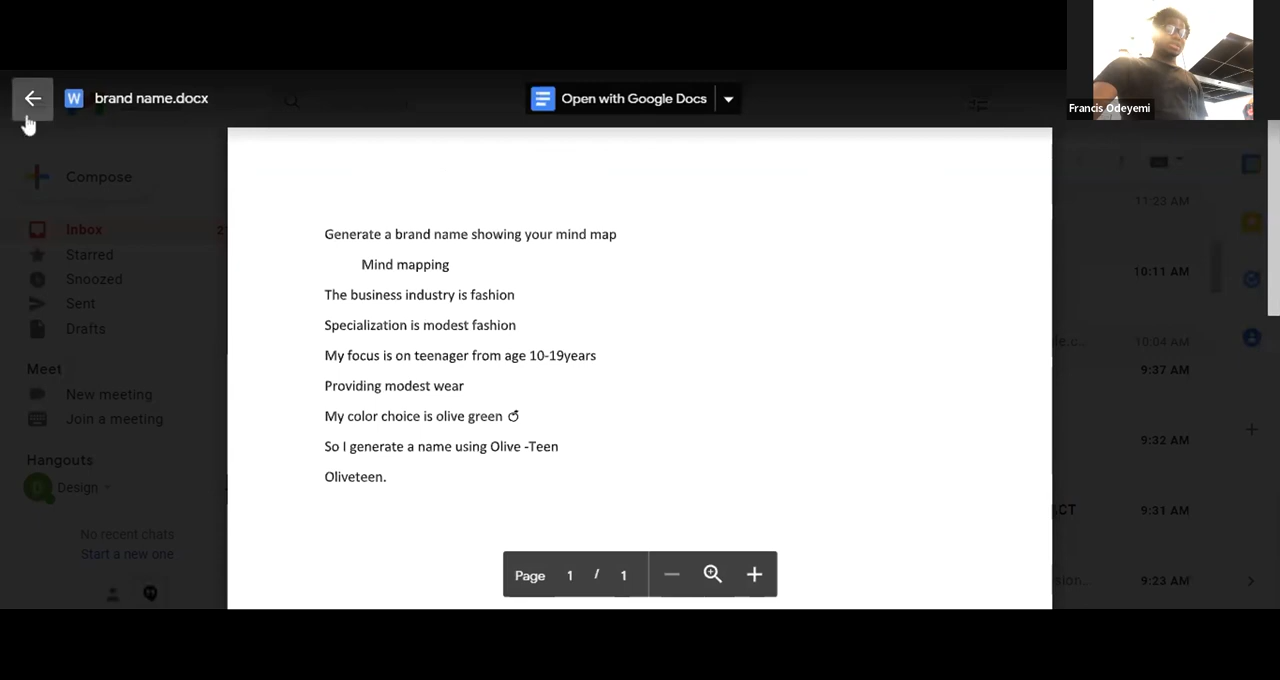 Francis Odeyemi
brand name.docx
Open with Google Docs
Compose
11:23 AM
Inbox
2
Starred
10:11 AM
Snoozed
Sent
Drafts
10:04 AM
Meet
9:37 AM
New meeting
Join a meeting
9:32 AM
Hangouts
Design
9:31 AM
No recent chats
Start a new one
9:23 AM
Generate a brand name showing your mind map
Mind mapping
The business industry is fashion
Specialization is modest fashion
My focus is on teenager from age 10-19years
Providing modest wear
My color choice is olive green
So I generate a name using Olive -Teen
Oliveteen.
Page 1 / 1